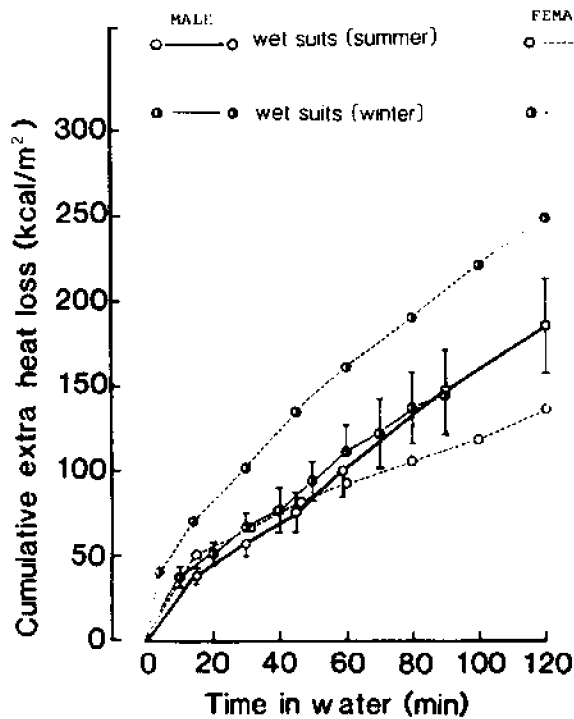 MALE FEMA
wet suits (summer)
wet suits (winter)
300
250
200
150
100
50
0
Cumulative extra heat loss (kcal/m²)
0 20 40 60 80 100 120
Time in water (min)